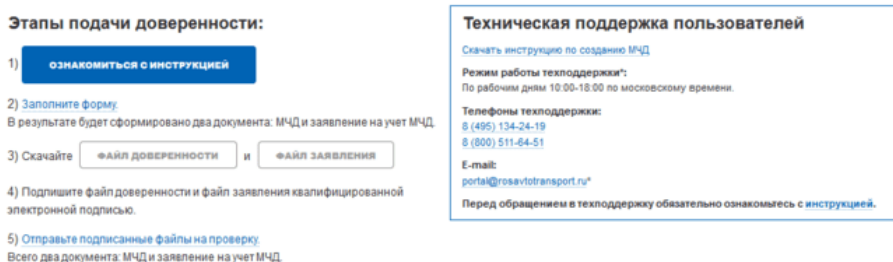 Этапы подачи доверенности:
1) ОЗНАКОМИТЬСЯ С ИНСТРУКЦИЕЙ
2) Заполните форму.
В результате будет сформировано два документа: МЧД и заявление на учет МЧД.
3) Скачайте ФАЙЛ ДОВЕРЕННОСТИ и ФАЙЛ ЗАЯВЛЕНИЯ
4) Подпишите файл доверенности и файл заявления квалифицированной
электронной подписью.
5) Отправьте подписанные файлы на проверку.
Всего два документа: МЧД и заявление на учет МЧД.
Техническая поддержка пользователей
Скачать инструкцию по созданию МЧД
Режим работы техподдержки*:
По рабочим дням 10:00-18:00 по московскому времени.
Телефоны техподдержки:
8 (495) 134-24-19
8 (800) 511-64-51
E-mail:
portal@rosavtotransport.ru*
Перед обращением в техподдержку обязательно ознакомьтесь с инструкцией.